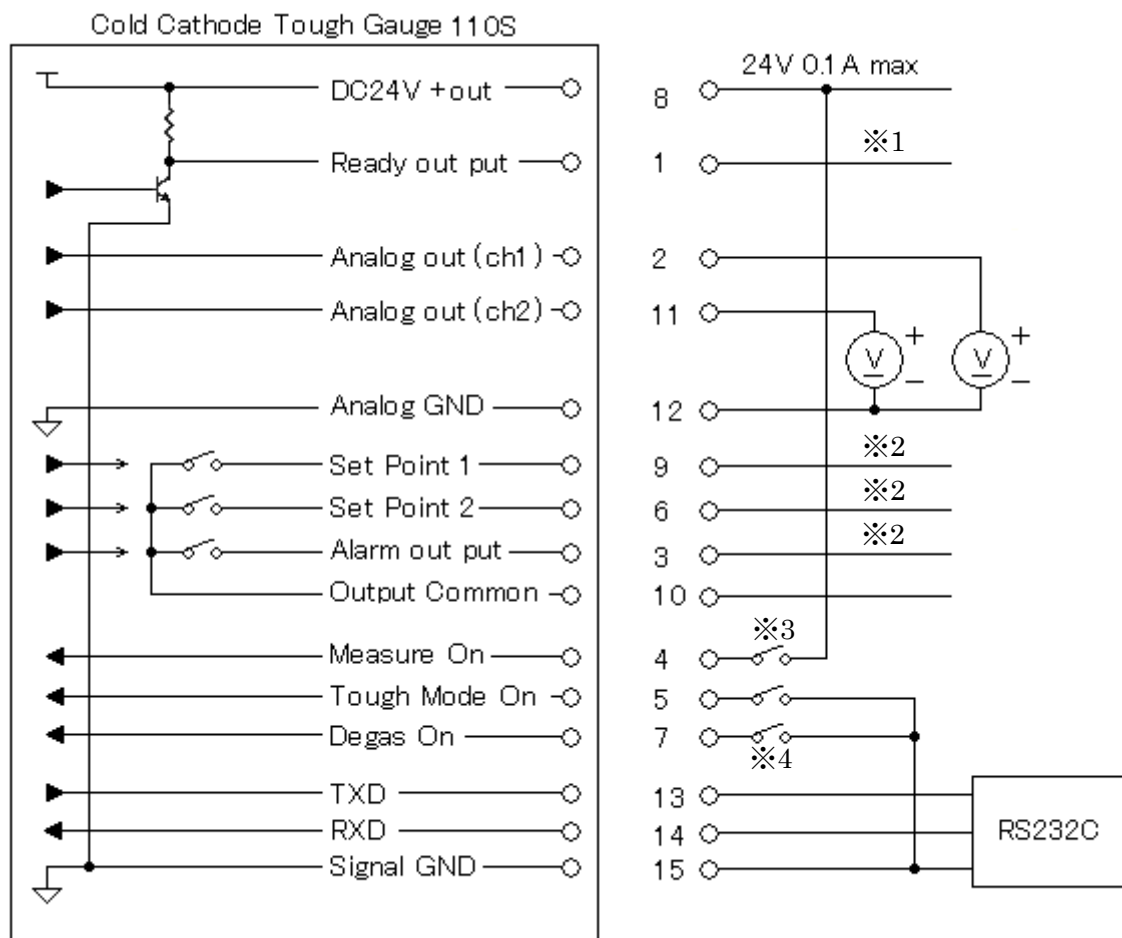 Cold Cathode Tough Gauge 110S
24V 0.1A max
DC24V +out 8
※1
Ready out put 1
Analog out (ch1) 2
Analog out (ch2) 11
V + V +
− −
Analog GND 12
※2
Set Point 1 9
※2
Set Point 2 6
※2
Alarm out put 3
Output Common 10
※3
Measure On 4
Tough Mode On 5
Degas On 7
※4
TXD 13
RXD 14 RS232C
Signal GND 15